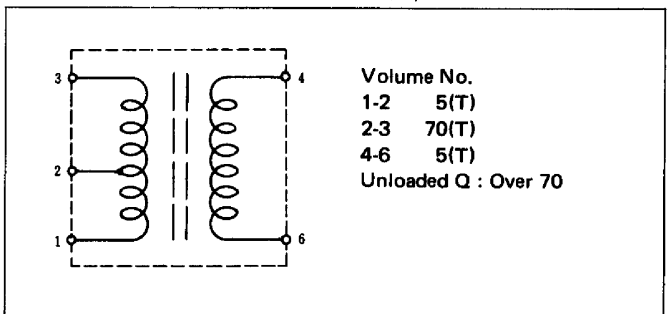 3
4
2
1
6
Volume No.
1-2 5(T)
2-3 70(T)
4-6 5(T)
Unloaded Q : Over 70